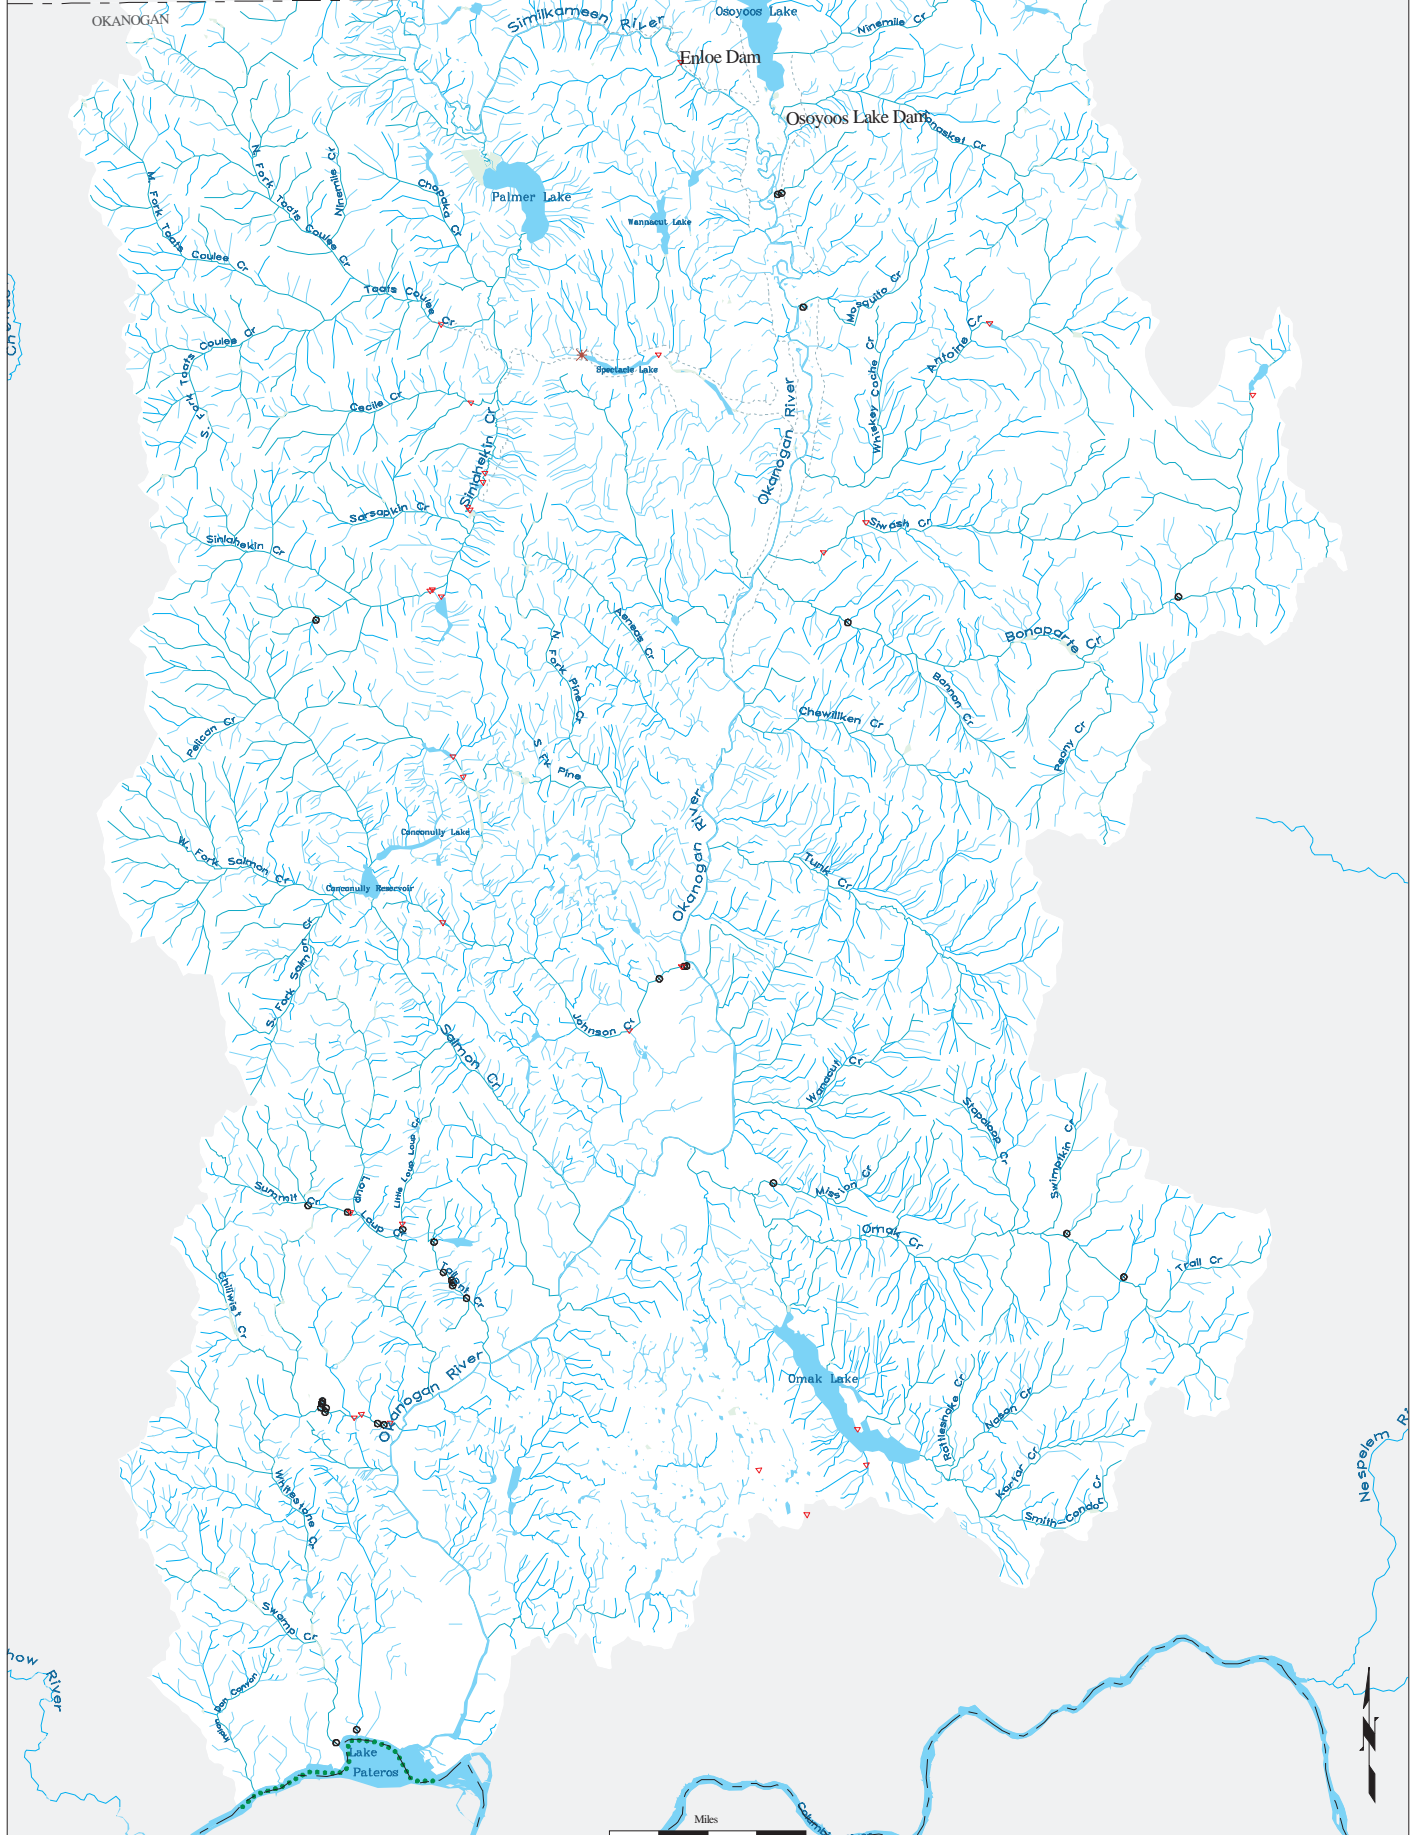 OKANOGAN
Similkameen River
Osoyoos Lake
Ninemile Cr
Enloe Dam
Osoyoos Lake Dam
Tonasket Cr
N. Fork Toats Coulee Cr
Ninemile Cr
M. Fork Toats Coulee Cr
Chopaka Cr
Palmer Lake
Wannacut Lake
Toats Coulee Cr
Mosquito Cr
S. Fork Toats Coulee Cr
Antoine Cr
Whiskey Cache Cr
Spectacle Lake
Cecile Cr
Sinlahekin Cr
Okanogan River
Sarsapkin Cr
Siwash Cr
Sinlahekin Cr
Aeneas Cr
N. Fork Pine Cr
Bonaparte Cr
Bannon Cr
Chewiliken Cr
Pelican Cr
Peony Cr
S Fk Pine
Okanogan River
Conconully Lake
W. Fork Salmon Cr
Conconully Reservoir
Tunk Cr
S. Fork Salmon Cr
Johnson Cr
Salmon Cr
Wanacut Cr
Stapaloop Cr
Swimptkin Cr
Little Loup Loup Cr
Summit Cr
Loup Loup Cr
Mission Cr
Omak Cr
Trail Cr
Tallant Cr
Chiliwist Cr
Okanogan River
Omak Lake
Rattlesnake Cr
Nason Cr
Kartar Cr
Smith-Condon Cr
Nespelem R
Whitestone Cr
Swamp Cr
how River
Indian Dan Canyon
Lake
Pateros
Columb
Miles
N